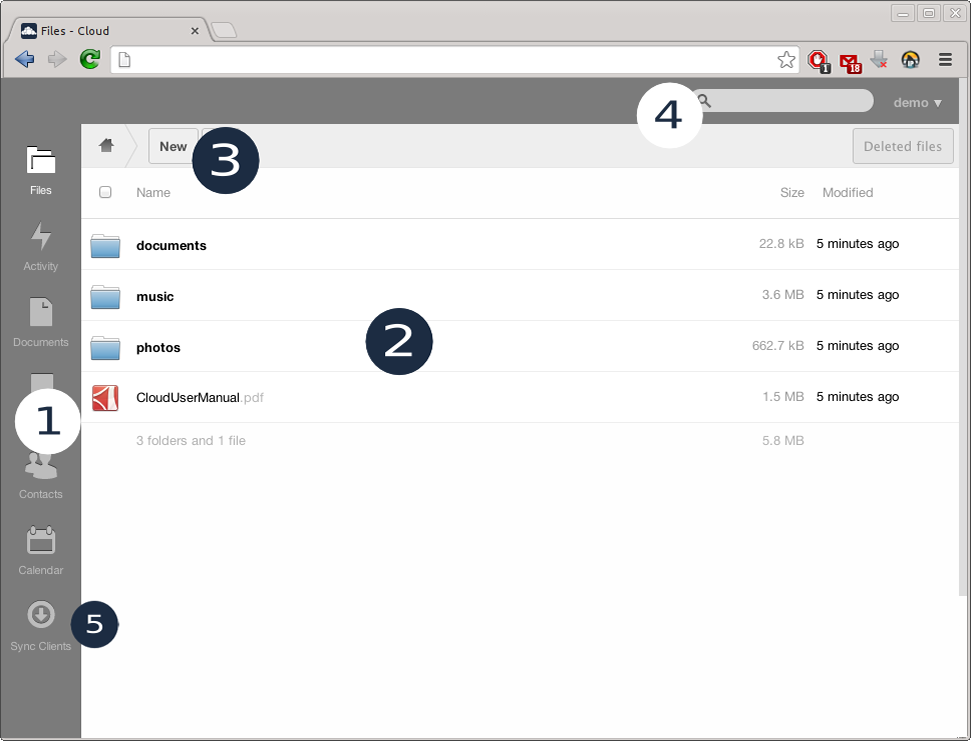 Files - Cloud
1
18
4
demo ▼
New
3
Deleted files
Name Size Modified
Files
documents 22.8 kB 5 minutes ago
Activity
music 3.6 MB 5 minutes ago
Documents
photos 662.7 kB 5 minutes ago
2
CloudUserManual.pdf 1.5 MB 5 minutes ago
1
3 folders and 1 file 5.8 MB
Contacts
Calendar
Sync Clients
5